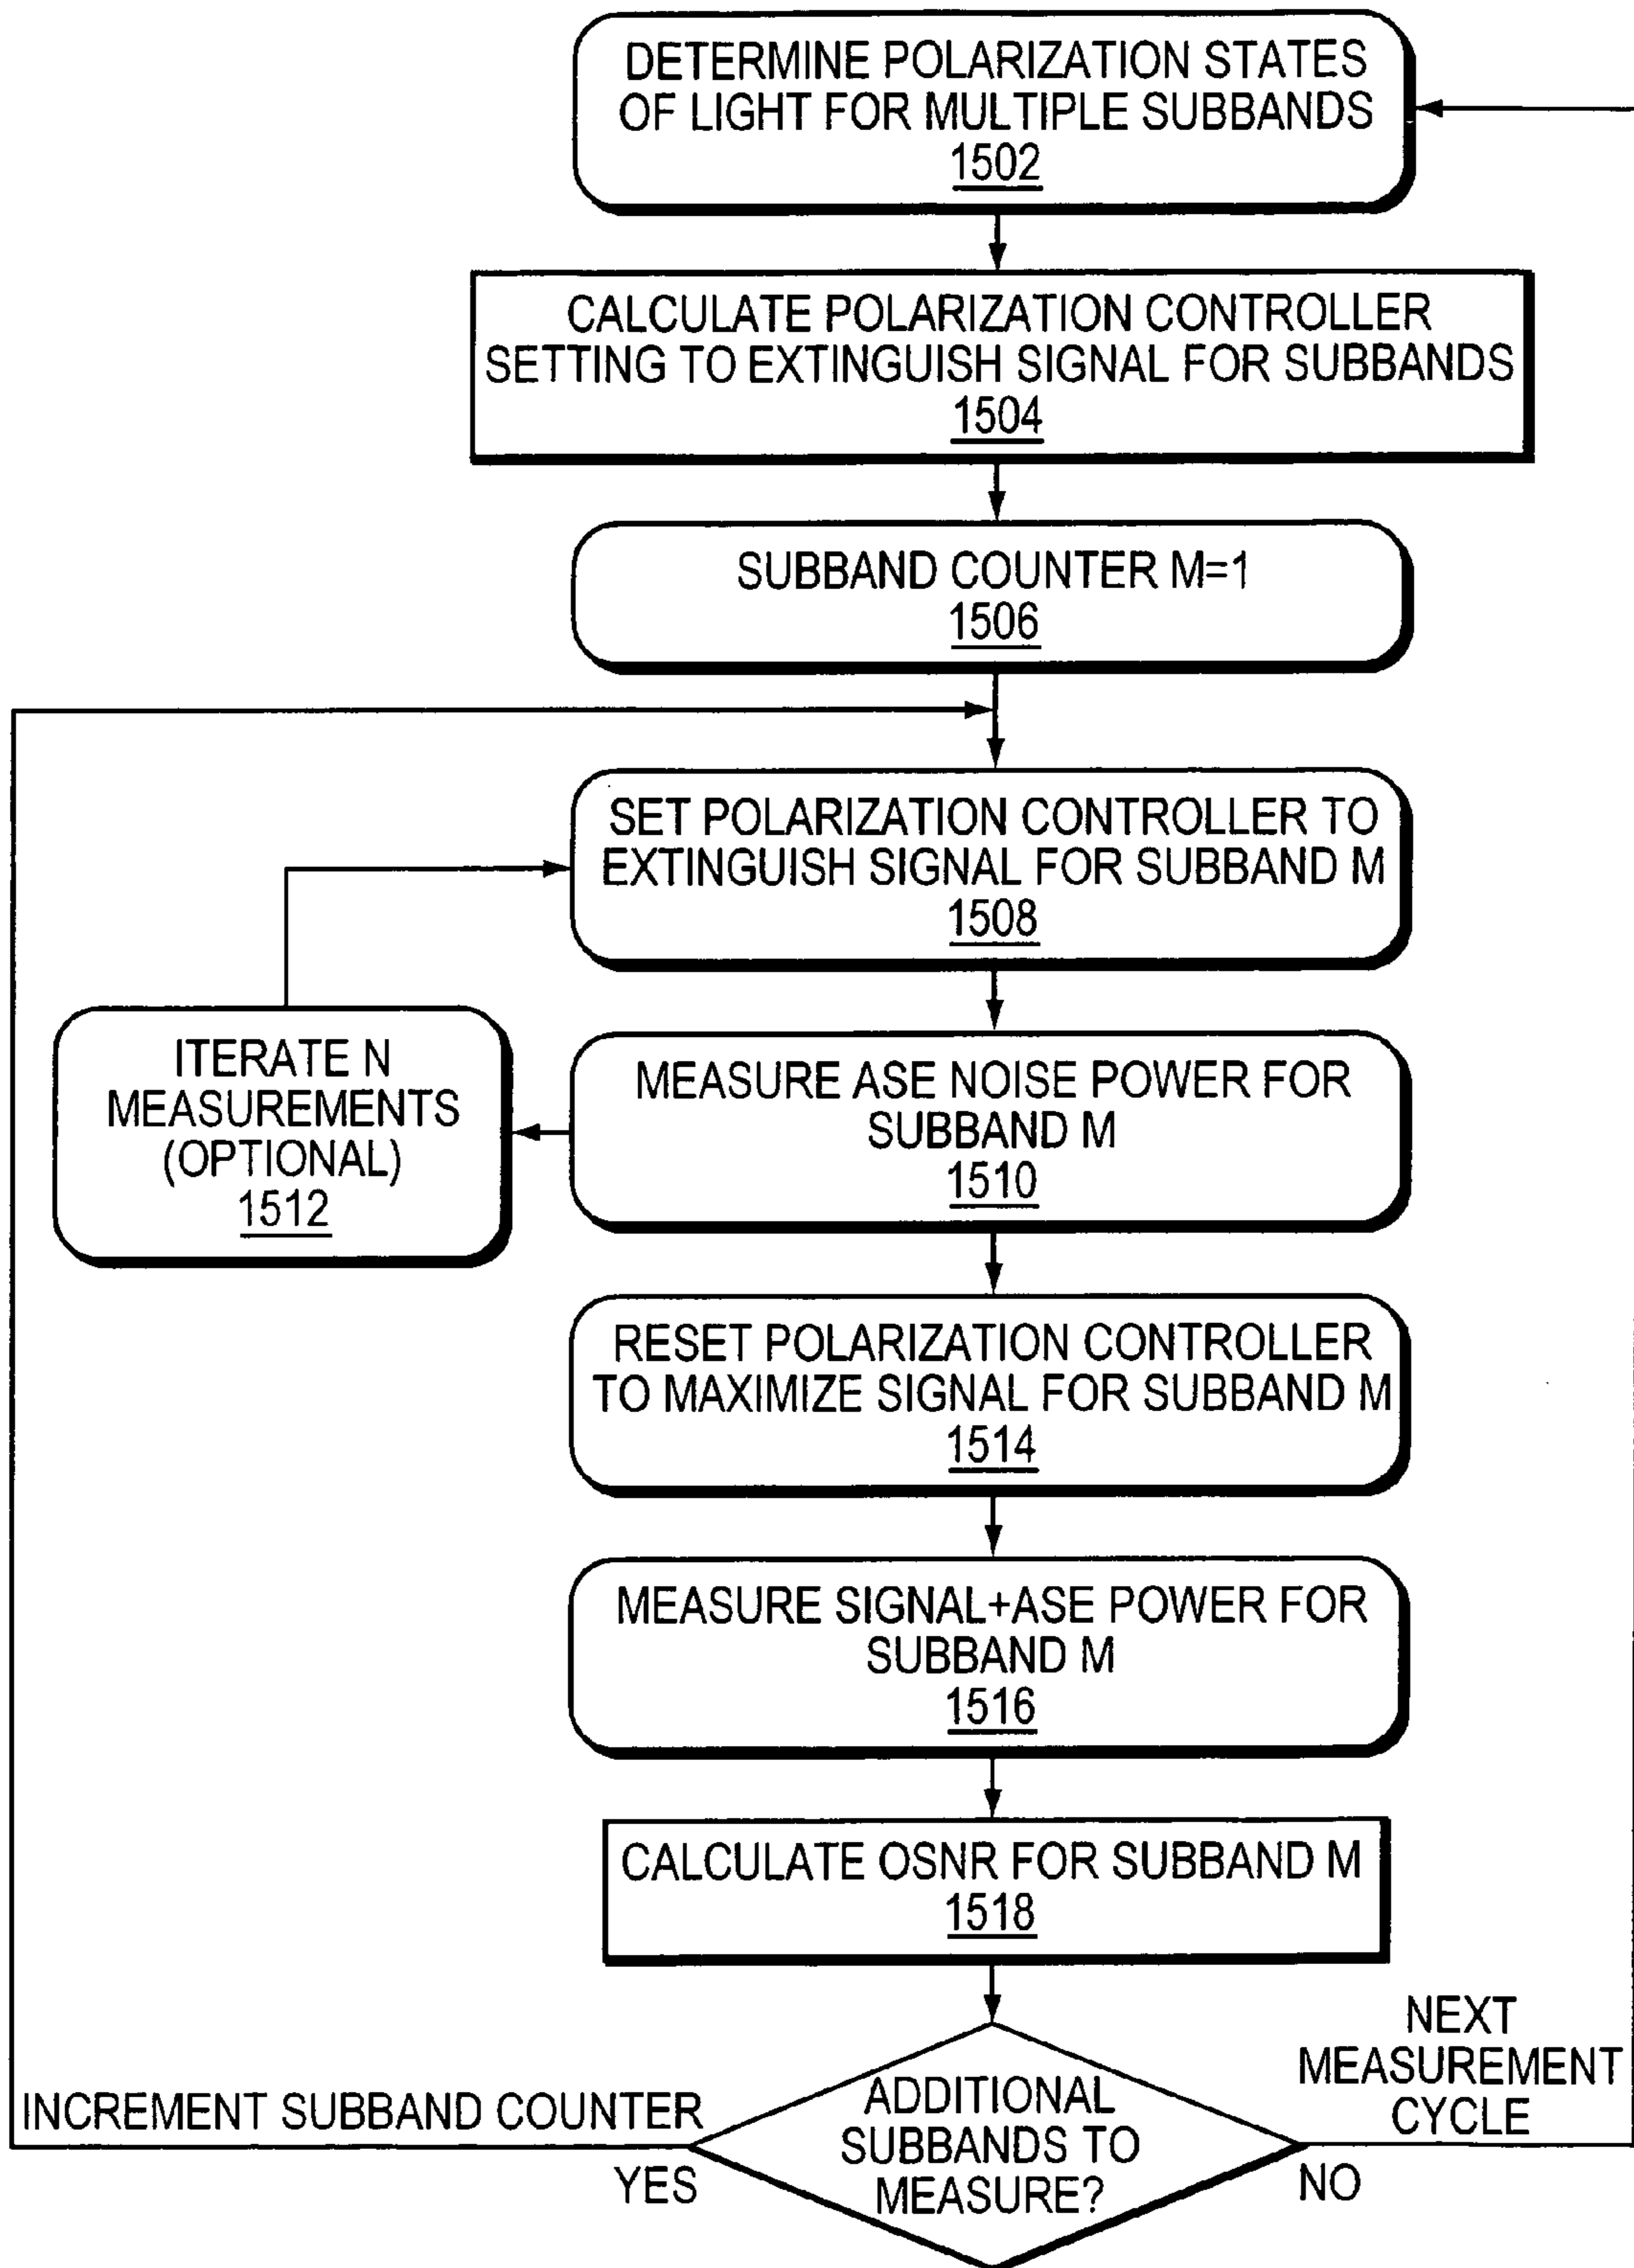 DETERMINE POLARIZATION STATES
OF LIGHT FOR MULTIPLE SUBBANDS
1502
CALCULATE POLARIZATION CONTROLLER
SETTING TO EXTINGUISH SIGNAL FOR SUBBANDS
1504
SUBBAND COUNTER M=1
1506
SET POLARIZATION CONTROLLER TO
EXTINGUISH SIGNAL FOR SUBBAND M
1508
ITERATE N
MEASUREMENTS
(OPTIONAL)
1512
MEASURE ASE NOISE POWER FOR
SUBBAND M
1510
RESET POLARIZATION CONTROLLER
TO MAXIMIZE SIGNAL FOR SUBBAND M
1514
MEASURE SIGNAL+ASE POWER FOR
SUBBAND M
1516
CALCULATE OSNR FOR SUBBAND M
1518
INCREMENT SUBBAND COUNTER
YES
ADDITIONAL
SUBBANDS TO
MEASURE?
NEXT
MEASUREMENT
CYCLE
NO